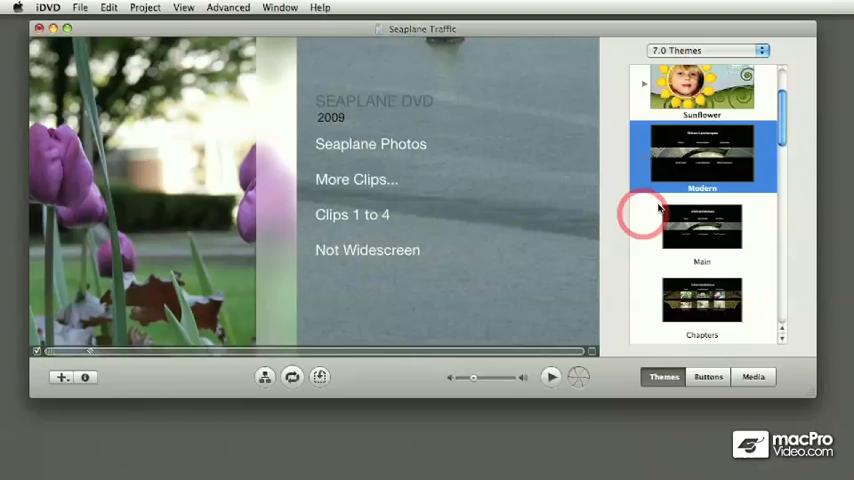 iDVD File Edit Project View Advanced Window Help
Seaplane Traffic
7.0 Themes
SEAPLANE DVD
2009
Seaplane Photos
More Clips...
Clips 1 to 4
Not Widescreen
Sunflower
Modern
Main
Chapters
Themes Buttons Media
macPro
Video.com